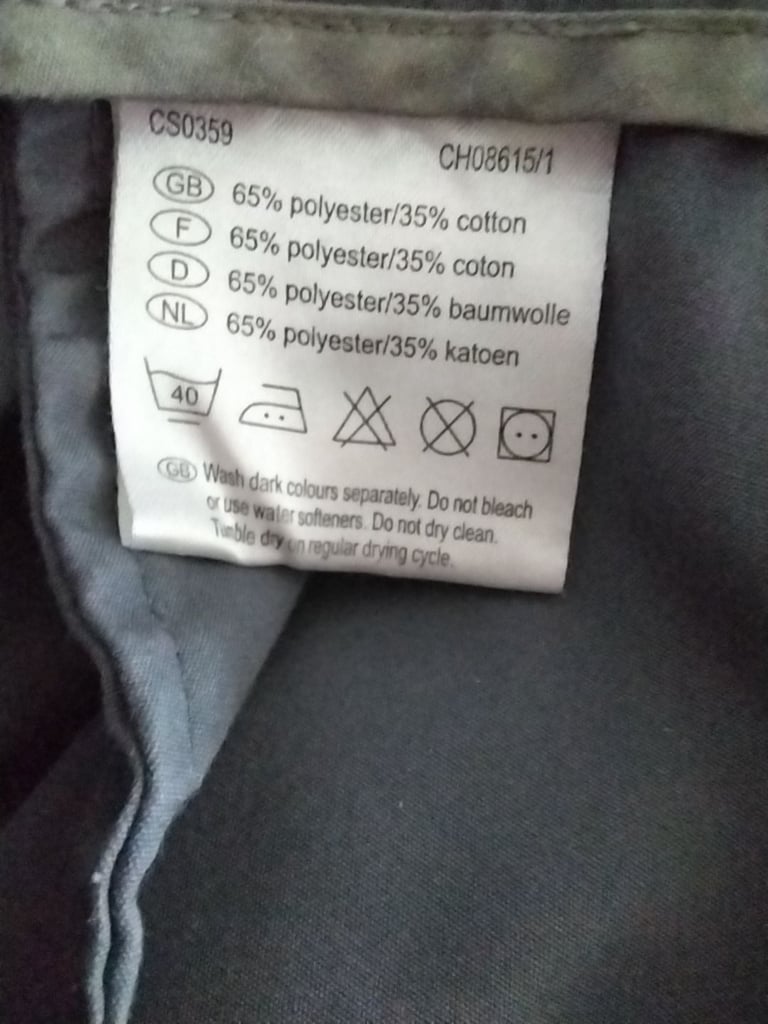 CS0359
CH08615/1
GB 65% polyester/35% cotton
F 65% polyester/35% coton
D 65% polyester/35% baumwolle
NL 65% polyester/35% katoen
40
GB Wash dark colours separately. Do not bleach
or use water softeners. Do not dry clean.
Tumble dry on regular drying cycle.